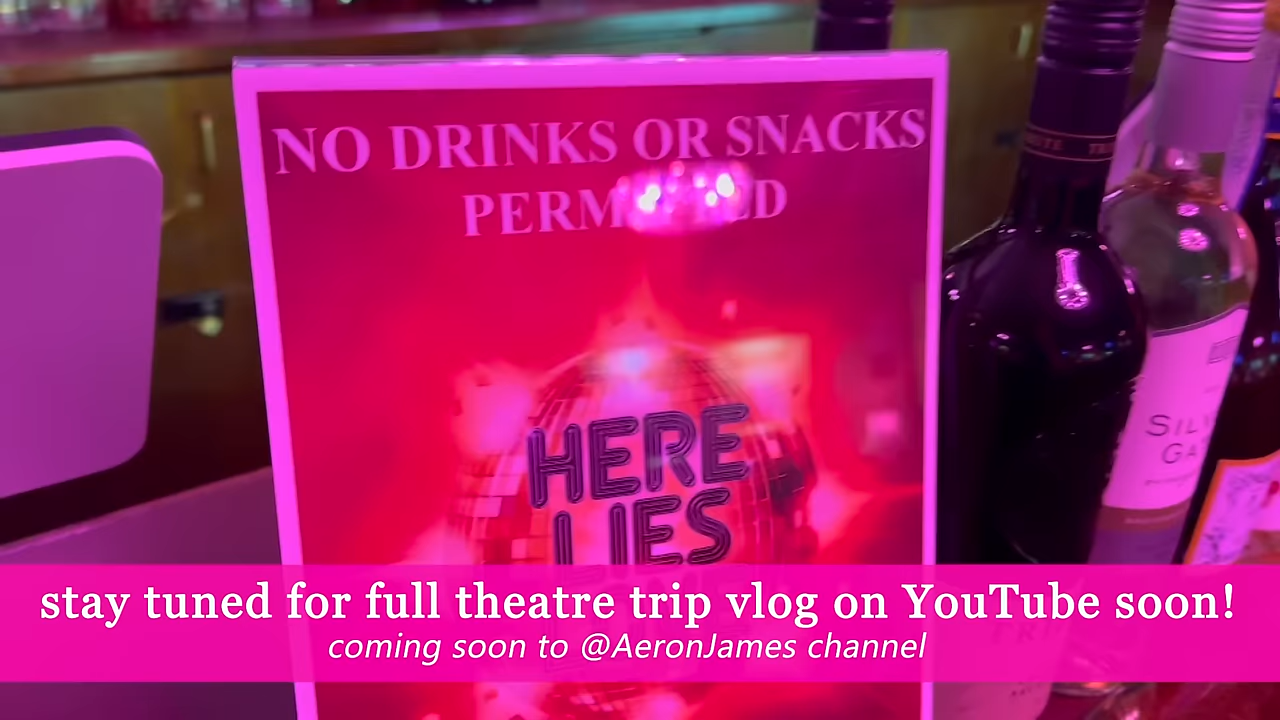 NO DRINKS OR SNACKS
HERE
LIES
stay tuned for full theatre trip vlog on YouTube soon!
coming soon to @AeronJames channel